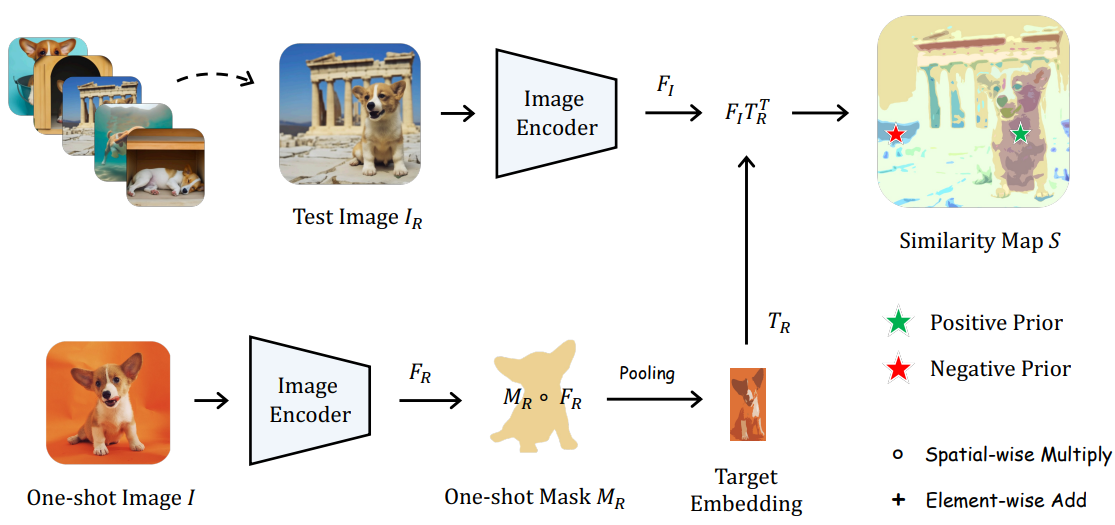 Image
Encoder
F_I
F_I T_R^T
Test Image I_R
Similarity Map S
Positive Prior
Negative Prior
T_R
Image
Encoder
F_R
M_R ∘ F_R
Pooling
One-shot Image I
One-shot Mask M_R
Target
Embedding
∘ Spatial-wise Multiply
+ Element-wise Add